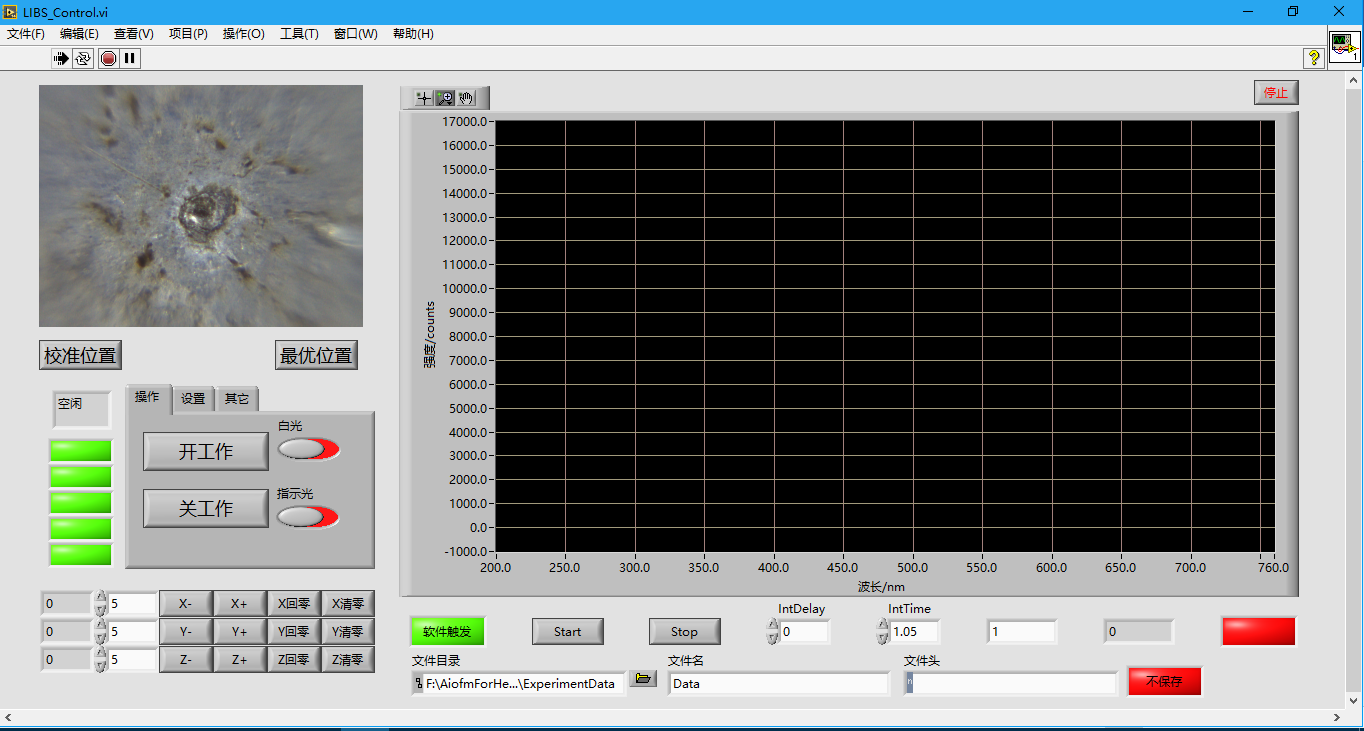 LIBS_Control.vi
文件(F) 编辑(E) 查看(V) 项目(P) 操作(O) 工具(T) 窗口(W) 帮助(H)
?
1
停止
17000.0
16000.0
15000.0
14000.0
13000.0
12000.0
11000.0
10000.0
9000.0
8000.0
7000.0
6000.0
5000.0
4000.0
3000.0
2000.0
1000.0
0.0
-1000.0
强度/counts
200.0 250.0 300.0 350.0 400.0 450.0 500.0 550.0 600.0 650.0 700.0 760.0
波长/nm
校准位置 最优位置
空闲
操作 设置 其它
开工作 白光
关工作 指示光
0 5 X- X+ X回零 X清零
0 5 Y- Y+ Y回零 Y清零
0 5 Z- Z+ Z回零 Z清零
IntDelay IntTime
软件触发 Start Stop 0 1.05 1 0
文件目录 文件名 文件头
F:\AiofmForHe...\ExperimentData Data 不保存